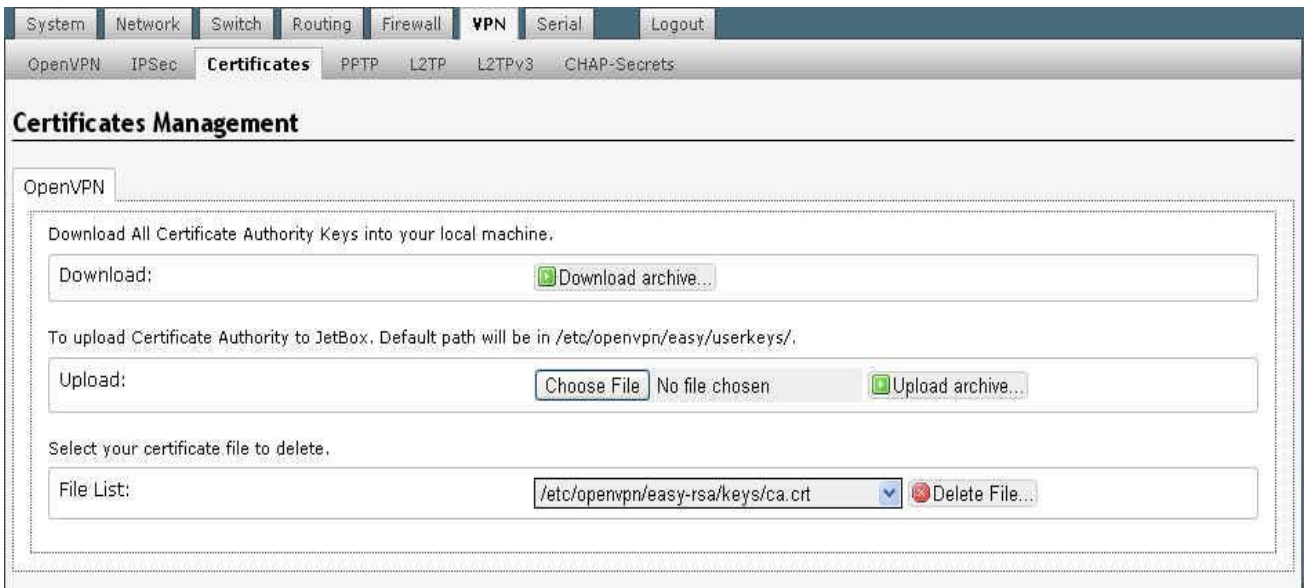 System Network Switch Routing Firewall VPN Serial Logout
OpenVPN IPSec Certificates PPTP L2TP L2TPv3 CHAP-Secrets
Certificates Management
OpenVPN
Download All Certificate Authority Keys into your local machine.
Download: Download archive...
To upload Certificate Authority to JetBox. Default path will be in /etc/openvpn/easy/userkeys/.
Upload: Choose File No file chosen Upload archive...
Select your certificate file to delete.
File List: /etc/openvpn/easy-rsa/keys/ca.crt Delete File...